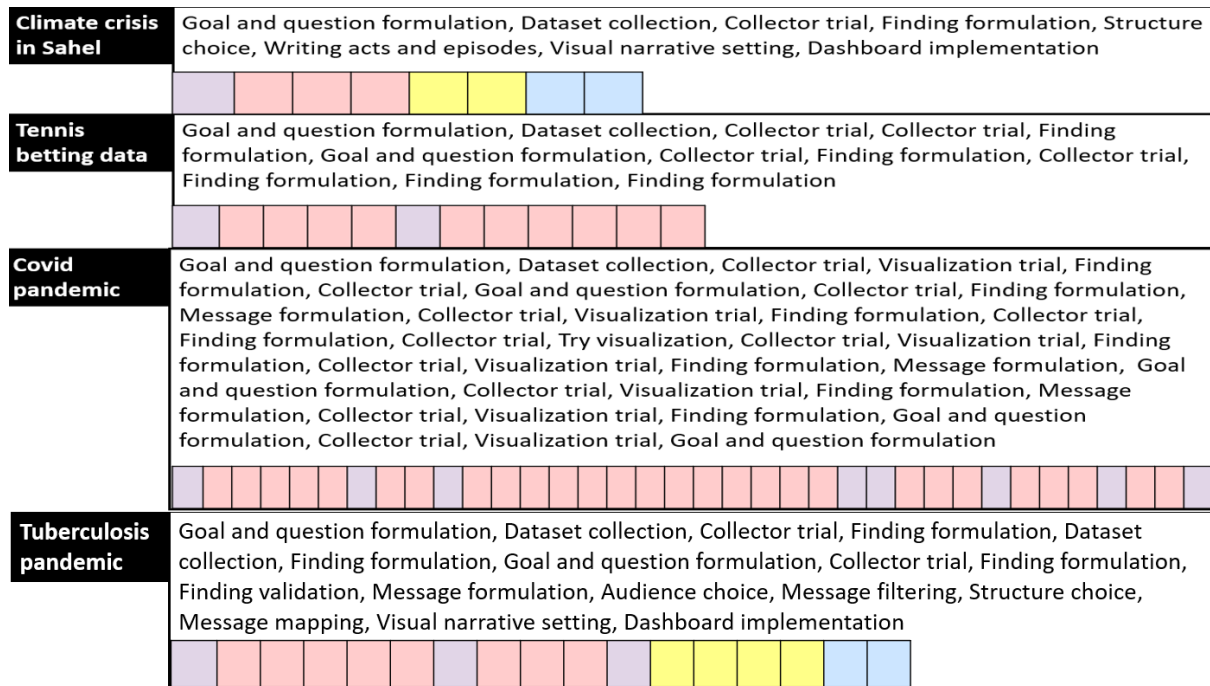 Climate crisis
in Sahel
Goal and question formulation, Dataset collection, Collector trial, Finding formulation, Structure
choice, Writing acts and episodes, Visual narrative setting, Dashboard implementation
Tennis
betting data
Goal and question formulation, Dataset collection, Collector trial, Collector trial, Finding
formulation, Goal and question formulation, Collector trial, Finding formulation, Collector trial,
Finding formulation, Finding formulation, Finding formulation
Covid
pandemic
Goal and question formulation, Dataset collection, Collector trial, Visualization trial, Finding
formulation, Collector trial, Goal and question formulation, Collector trial, Finding formulation,
Message formulation, Collector trial, Visualization trial, Finding formulation, Collector trial,
Finding formulation, Collector trial, Try visualization, Collector trial, Visualization trial, Finding
formulation, Collector trial, Visualization trial, Finding formulation, Message formulation, Goal
and question formulation, Collector trial, Visualization trial, Finding formulation, Message
formulation, Collector trial, Visualization trial, Finding formulation, Goal and question
formulation, Collector trial, Visualization trial, Goal and question formulation
Tuberculosis
pandemic
Goal and question formulation, Dataset collection, Collector trial, Finding formulation, Dataset
collection, Finding formulation, Goal and question formulation, Collector trial, Finding formulation,
Finding validation, Message formulation, Audience choice, Message filtering, Structure choice,
Message mapping, Visual narrative setting, Dashboard implementation